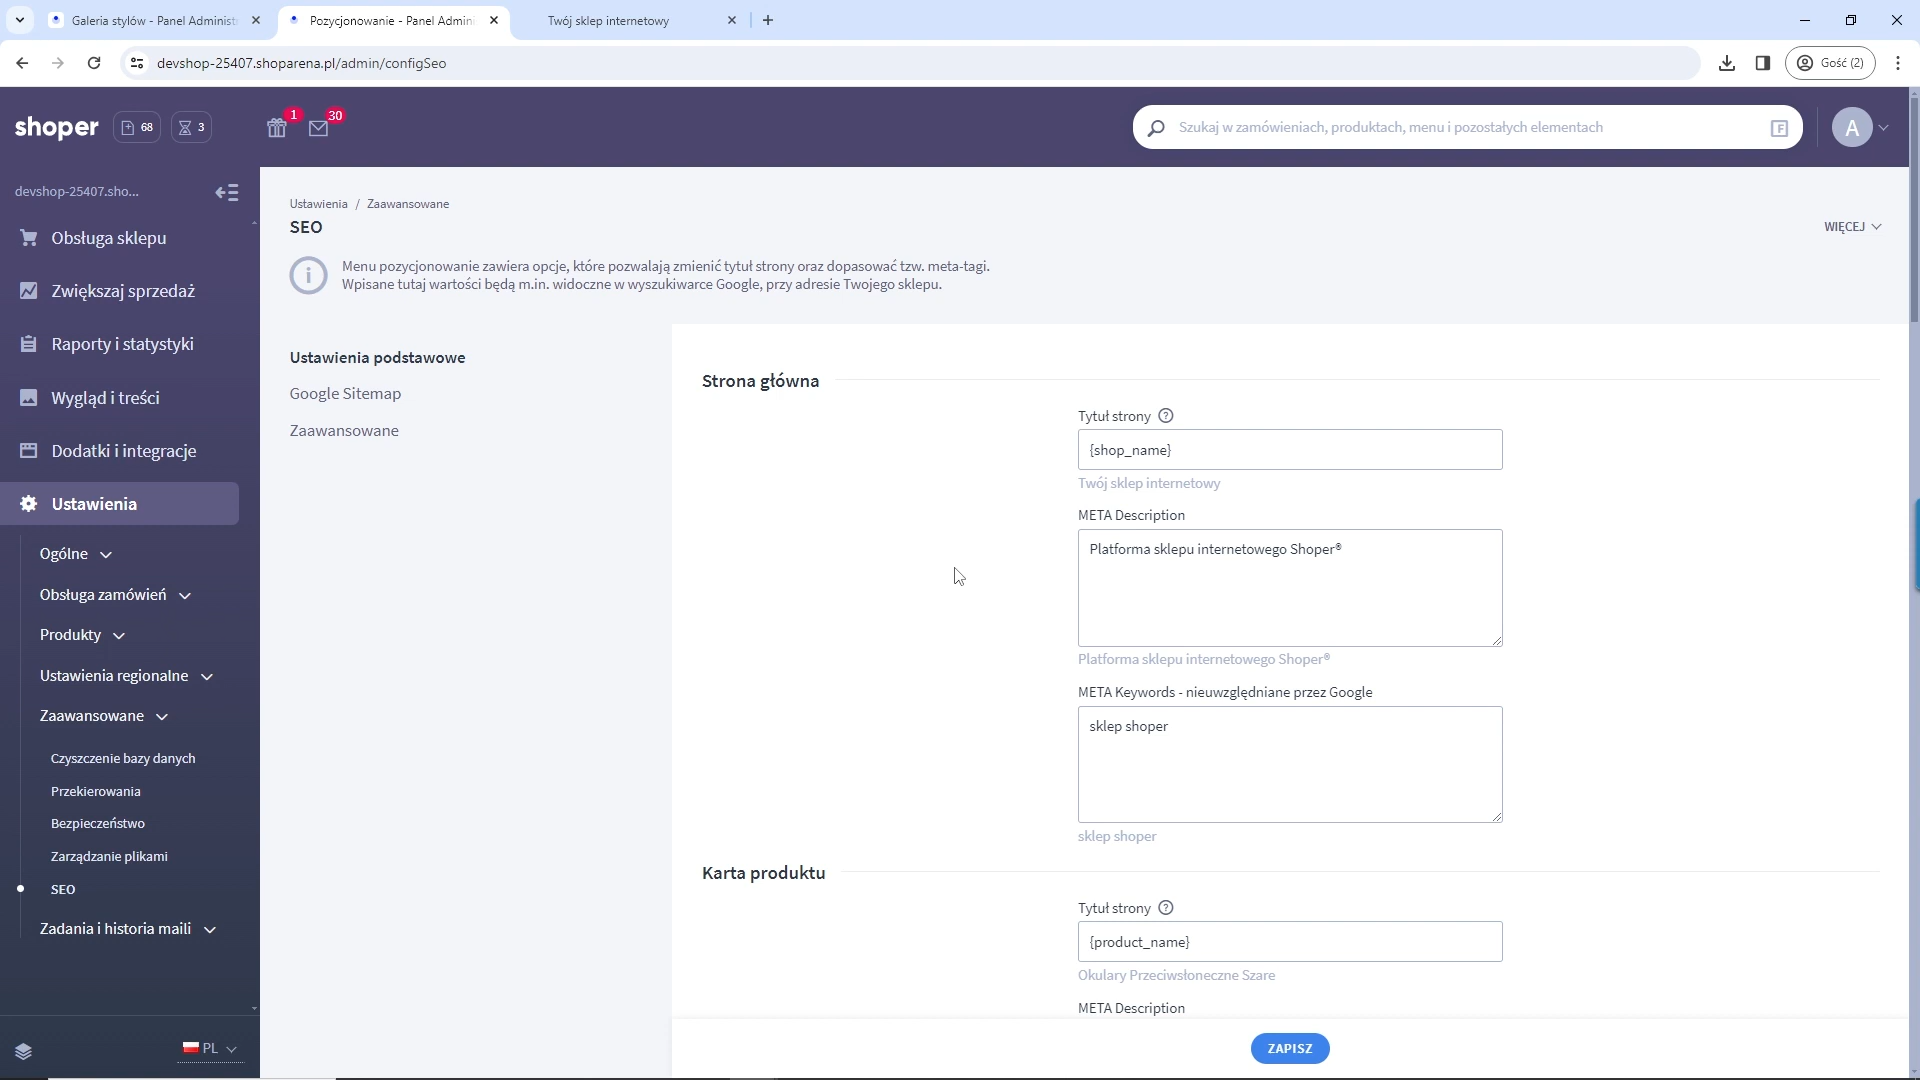 Galeria stylów - Panel Administr
Pozycjonowanie - Panel Admini
Twój sklep internetowy
devshop-25407.shoparena.pl/admin/configSeo
Gość (2)
shoper
68
3
1
30
Szukaj w zamówieniach, produktach, menu i pozostałych elementach
F
A
devshop-25407.sho...
Obsługa sklepu
Zwiększaj sprzedaż
Raporty i statystyki
Wygląd i treści
Dodatki i integracje
Ustawienia
Ogólne
Obsługa zamówień
Produkty
Ustawienia regionalne
Zaawansowane
Czyszczenie bazy danych
Przekierowania
Bezpieczeństwo
Zarządzanie plikami
SEO
Zadania i historia maili
PL
Ustawienia / Zaawansowane
SEO
WIĘCEJ
Menu pozycjonowanie zawiera opcje, które pozwalają zmienić tytuł strony oraz dopasować tzw. meta-tagi.
Wpisane tutaj wartości będą m.in. widoczne w wyszukiwarce Google, przy adresie Twojego sklepu.
Ustawienia podstawowe
Google Sitemap
Zaawansowane
Strona główna
Tytuł strony ?
{shop_name}
Twój sklep internetowy
META Description
Platforma sklepu internetowego Shoper®
Platforma sklepu internetowego Shoper®
META Keywords - nieuwzględniane przez Google
sklep shoper
sklep shoper
Karta produktu
Tytuł strony ?
{product_name}
Okulary Przeciwsłoneczne Szare
META Description
ZAPISZ